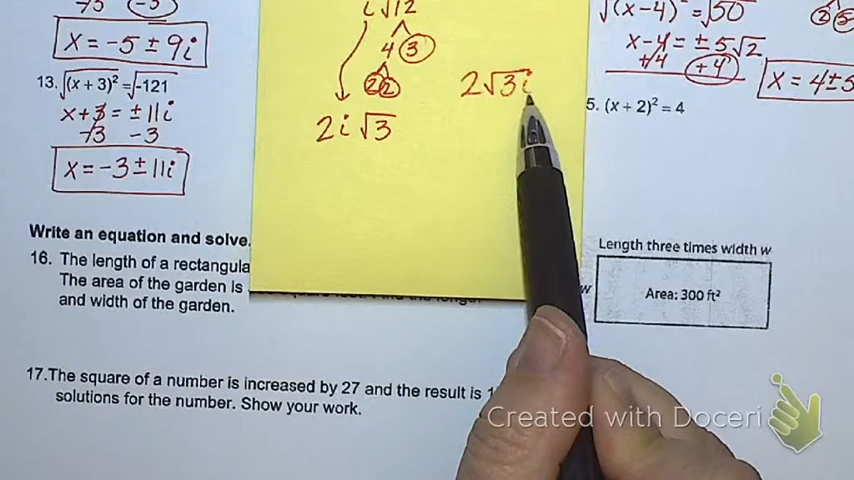 -5
x = -5 ± 9i
13. √(x + 3)² = √-121
x + 3 = ± 11i
-3 -3
x = -3 ± 11i
i √12
4 3
2 2
2i √3
2√3i
√(x-4)² = √50
x - 4 = ± 5√2
+4 +4
x = 4 ± 5
2 5
5. (x + 2)² = 4
Write an equation and solve.
16. The length of a rectangula
The area of the garden is
and width of the garden.
Length three times width w
w
Area: 300 ft²
17. The square of a number is increased by 27 and the result is
solutions for the number. Show your work.
Created with Doceri